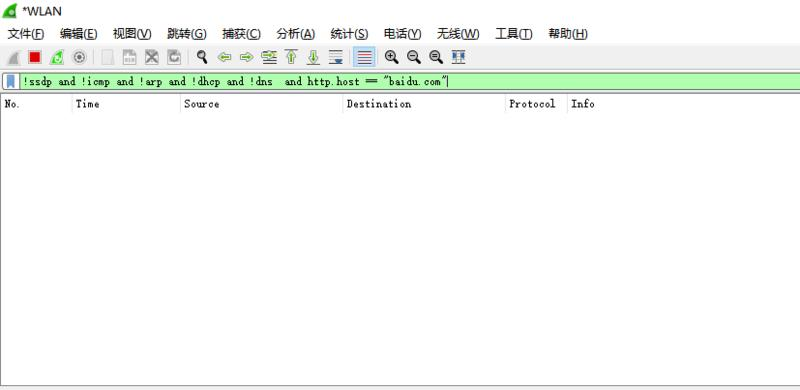 *WLAN
文件(F) 编辑(E) 视图(V) 跳转(G) 捕获(C) 分析(A) 统计(S) 电话(Y) 无线(W) 工具(T) 帮助(H)
!ssdp and !icmp and !arp and !dhcp and !dns  and http.host == "baidu.com"
No. Time Source Destination Protocol Info